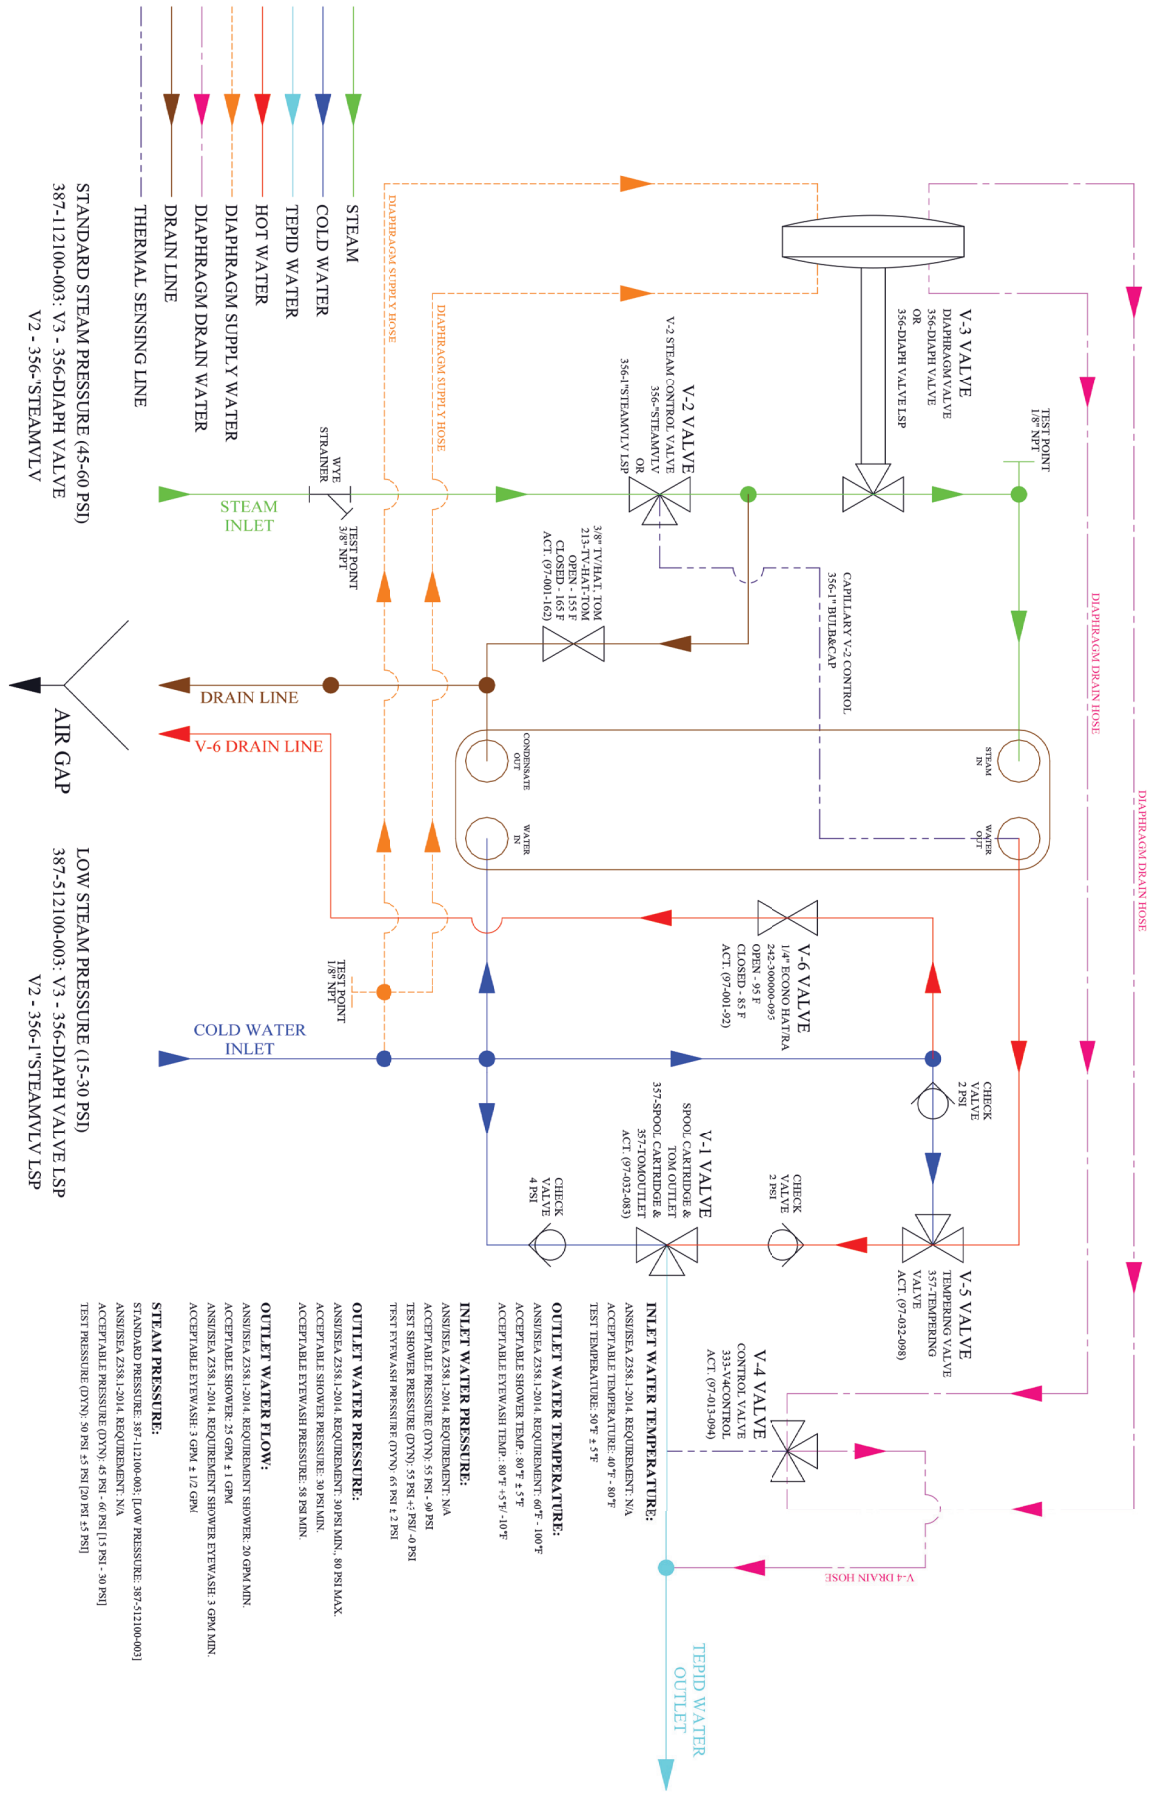 STEAM
COLD WATER
TEPID WATER
HOT WATER
DIAPHRAGM SUPPLY WATER
DIAPHRAGM DRAIN WATER
DRAIN LINE
THERMAL SENSING LINE
STANDARD STEAM PRESSURE (45-60 PSI)
387-112100-003: V3 - 356-DIAPH VALVE
V2 - 356-"STEAMVLV
LOW STEAM PRESSURE (15-30 PSI)
387-512100-003: V3 - 356-DIAPH VALVE LSP
V2 - 356-1"STEAMVLV LSP
DIAPHRAGM SUPPLY HOSE
DIAPHRAGM SUPPLY HOSE
V-3 VALVE
DIAPHRAGM VALVE
356-DIAPH VALVE
OR
356-DIAPH VALVE LSP
TEST POINT
1/8" NPT
V-2 VALVE
V-2 STEAM CONTROL VALVE
356-"STEAMVLV
OR
356-1"STEAMVLV LSP
WYE
STRAINER
TEST POINT
3/8" NPT
STEAM
INLET
3/8" TV/HAT. TOM
213-TV-HAT-TOM
OPEN - 155 F
CLOSED - 165 F
ACT. (97-001-162)
CAPILLARY V-2 CONTROL
356-1" BULB&CAP
DIAPHRAGM DRAIN HOSE
DIAPHRAGM DRAIN HOSE
DRAIN LINE
V-6 DRAIN LINE
AIR GAP
CONDENSATE
OUT
STEAM
IN
WATER
IN
WATER
OUT
V-6 VALVE
1/4" ECONO HAT/RA
242-300000-095
OPEN - 95 F
CLOSED - 85 F
ACT. (97-001-92)
TEST POINT
1/8" NPT
COLD WATER
INLET
CHECK
VALVE
2 PSI
V-1 VALVE
SPOOL CARTRIDGE &
TOM OUTLET
357-SPOOL CARTRIDGE &
357-TOMOUTLET
ACT. (97-032-083)
CHECK
VALVE
4 PSI
CHECK
VALVE
2 PSI
V-5 VALVE
TEMPERING VALVE
357-TEMPERING
VALVE
ACT. (97-032-098)
V-4 VALVE
CONTROL VALVE
333-V4CONTROL
ACT. (97-013-094)
V-4 DRAIN HOSE
TEPID WATER
OUTLET
INLET WATER TEMPERATURE:
ANSI/ISEA Z358.1-2014, REQUIREMENT: N/A
ACCEPTABLE TEMPERATURE: 40°F - 80°F
TEST TEMPERATURE: 50°F ± 5°F
OUTLET WATER TEMPERATURE:
ANSI/ISEA Z358.1-2014, REQUIREMENT: 60°F - 100°F
ACCEPTABLE SHOWER TEMP.: 80°F ± 5°F
ACCEPTABLE EYEWASH TEMP.: 80°F +5°F/ -10°F
INLET WATER PRESSURE:
ANSI/ISEA Z358.1-2014, REQUIREMENT: N/A
ACCEPTABLE PRESSURE (DYN): 55 PSI - 90 PSI
TEST SHOWER PRESSURE (DYN): 55 PSI +5 PSI/ -0 PSI
TEST EYEWASH PRESSURE (DYN): 65 PSI ± 2 PSI
OUTLET WATER PRESSURE:
ANSI/ISEA Z358.1-2014, REQUIREMENT: 30 PSI MIN., 80 PSI MAX.
ACCEPTABLE SHOWER PRESSURE: 30 PSI MIN.
ACCEPTABLE EYEWASH PRESSURE: 58 PSI MIN.
OUTLET WATER FLOW:
ANSI/ISEA Z358.1-2014, REQUIREMENT SHOWER: 20 GPM MIN.
ACCEPTABLE SHOWER: 25 GPM ± 1 GPM
ANSI/ISEA Z358.1-2014, REQUIREMENT SHOWER EYEWASH: 3 GPM MIN.
ACCEPTABLE EYEWASH: 3 GPM ± 1/2 GPM
STEAM PRESSURE:
STANDARD PRESSURE: 387-112100-003; [LOW PRESSURE: 387-512100-003]
ANSI/ISEA Z358.1-2014, REQUIREMENT: N/A
ACCEPTABLE PRESSURE (DYN): 45 PSI - 60 PSI [15 PSI - 30 PSI]
TEST PRESSURE (DYN): 50 PSI ±5 PSI [20 PSI ±5 PSI]